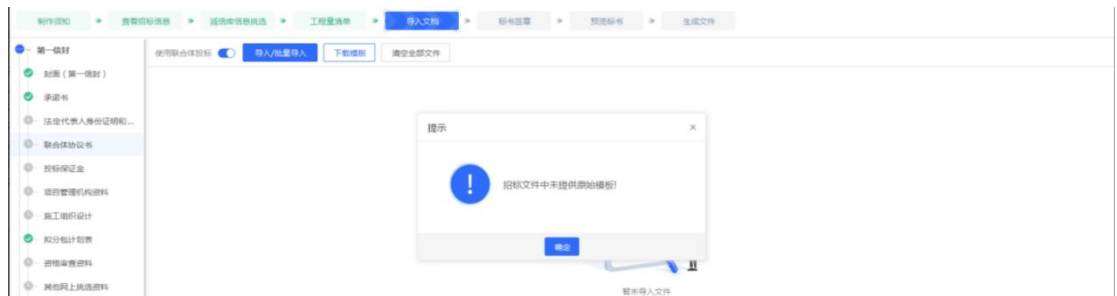 制作须知 查看招标信息 诚信库信息挑选 工程量清单 导入文档 标书签章 预览标书 生成文件
第一信封
使用联合体投标 导入/批量导入 下载模板 清空全部文件
封面(第一信封)
承诺书
法定代表人身份证明和...
提示
联合体协议书
投标保证金
招标文件中未提供原始模板!
项目管理机构资料
施工组织设计
拟分包计划表
确定
资格审查资料
其他网上挑选资料
暂未导入文件